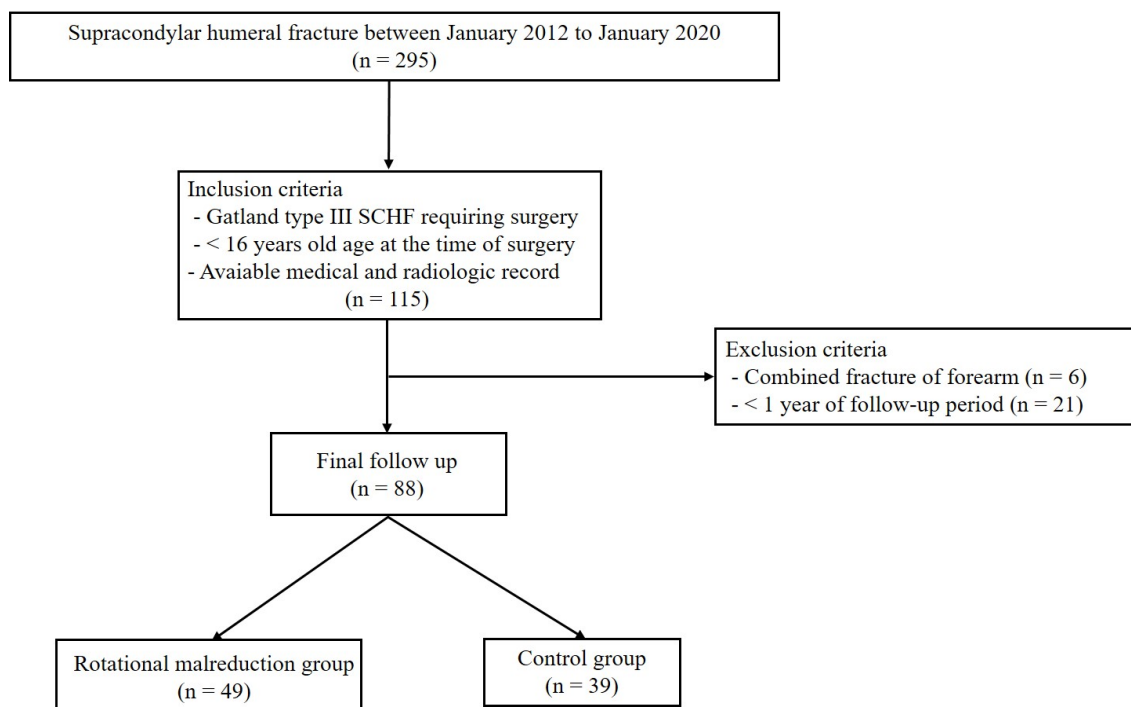 Supracondylar humeral fracture between January 2012 to January 2020
(n = 295)
Inclusion criteria
- Gatland type III SCHF requiring surgery
- < 16 years old age at the time of surgery
- Avaiable medical and radiologic record
(n = 115)
Exclusion criteria
- Combined fracture of forearm (n = 6)
- < 1 year of follow-up period (n = 21)
Final follow up
(n = 88)
Rotational malreduction group
(n = 49)
Control group
(n = 39)